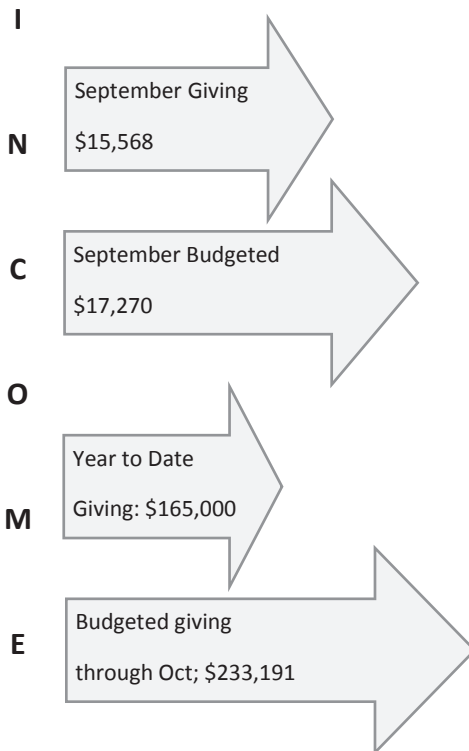 I
N
C
O
M
E
September Giving
$15,568
September Budgeted
$17,270
Year to Date
Giving: $165,000
Budgeted giving
through Oct; $233,191